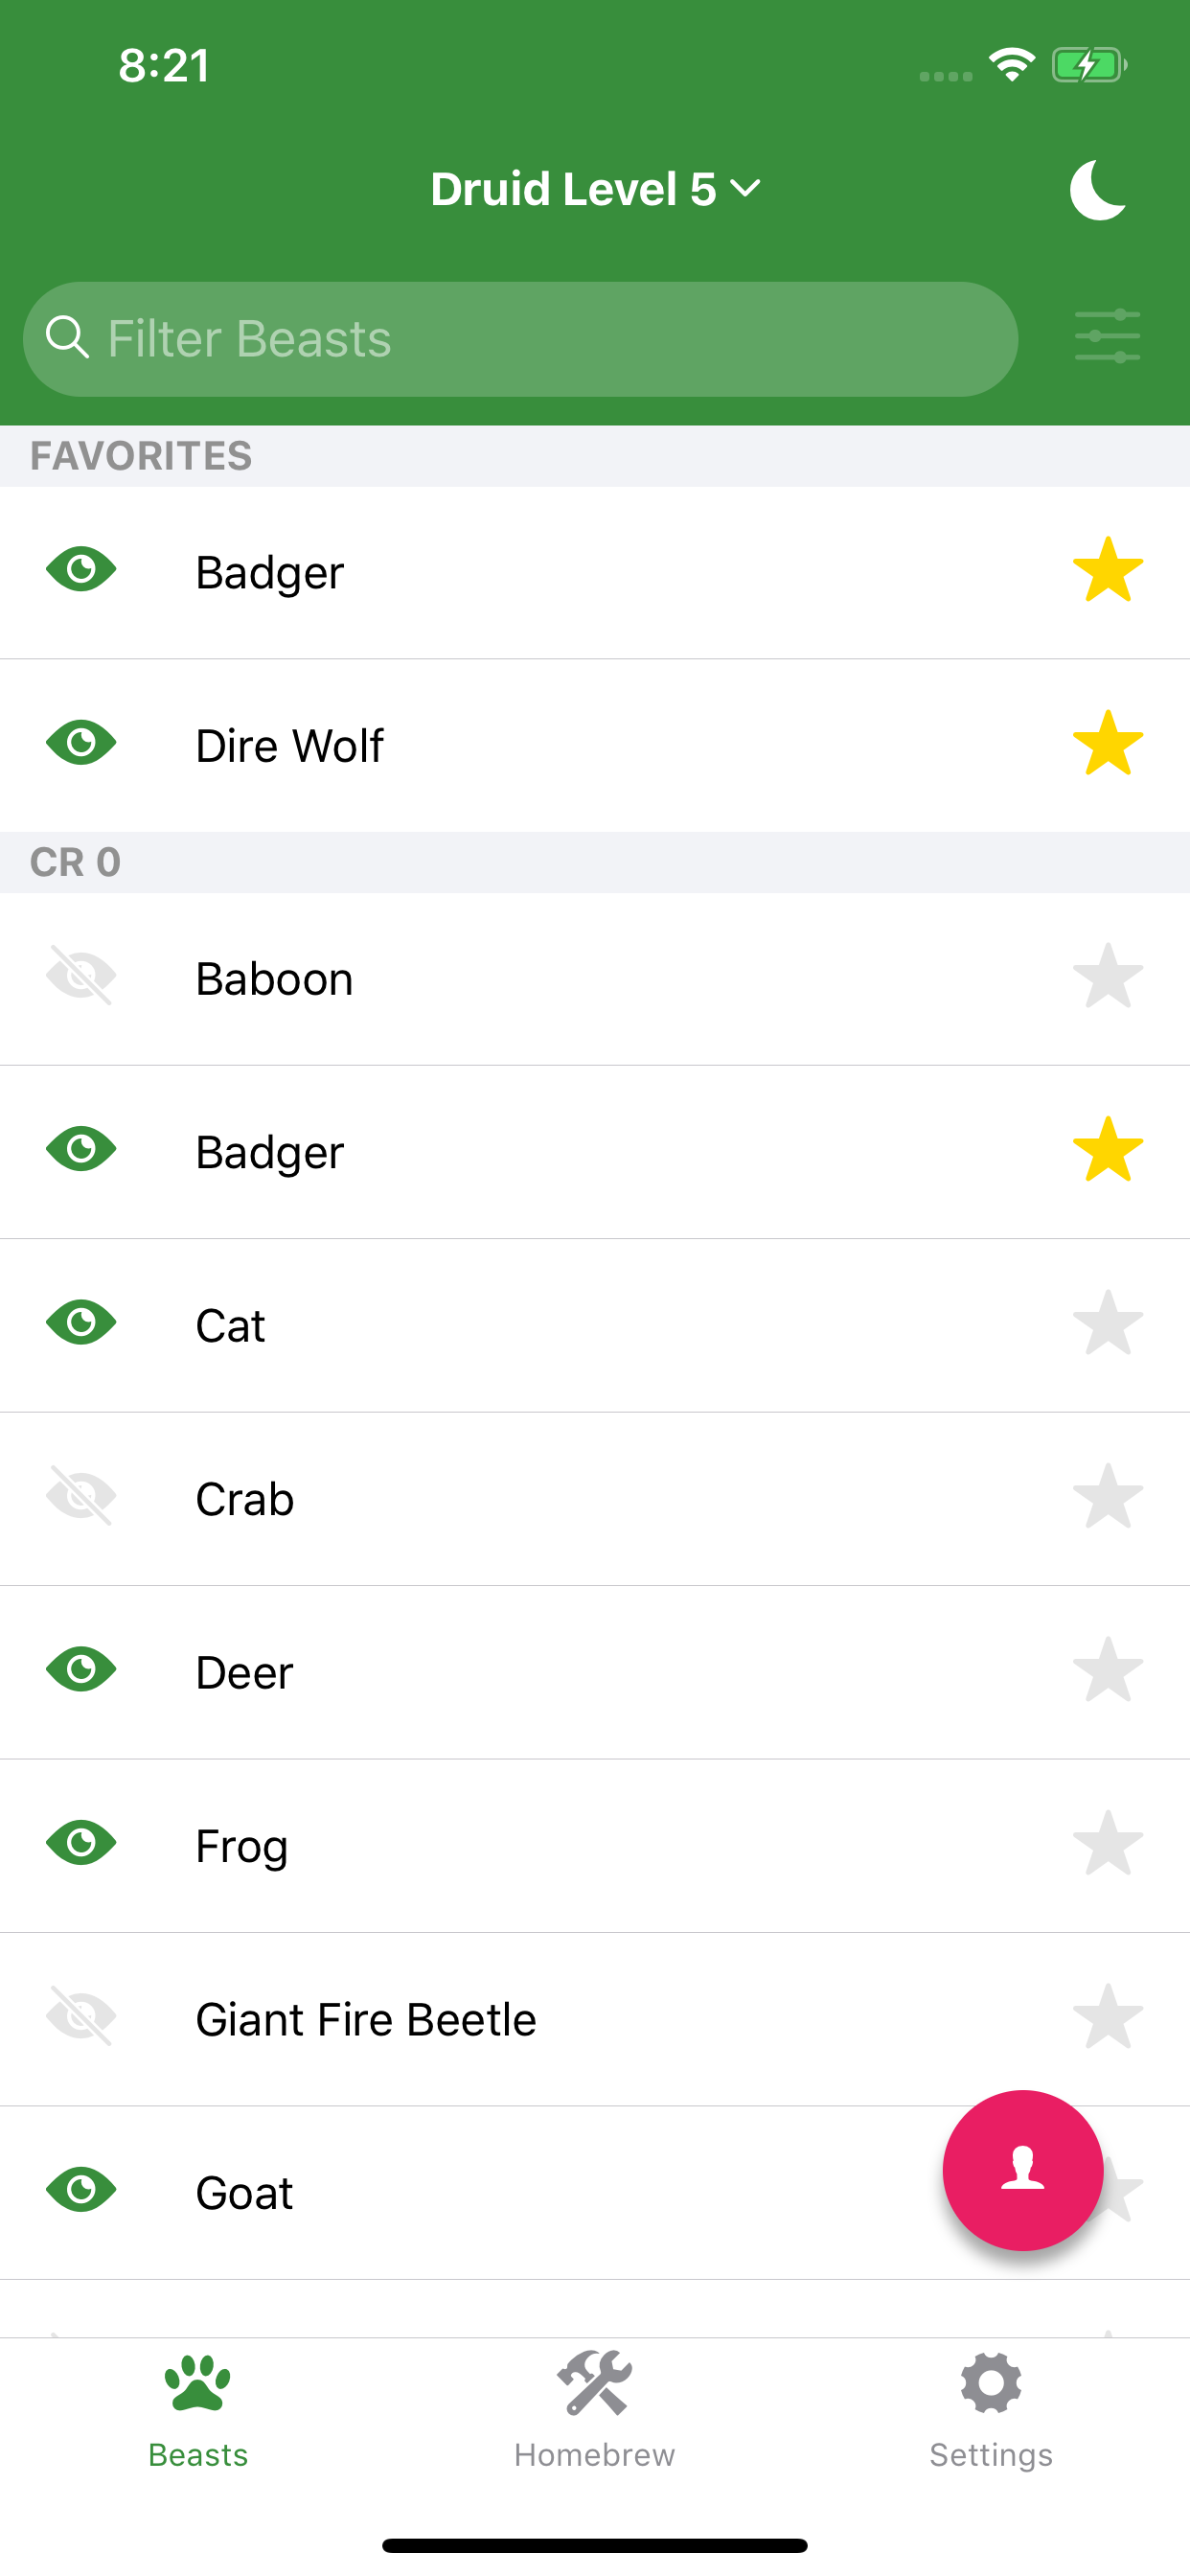 8:21
Druid Level 5
Filter Beasts
FAVORITES
Badger
Dire Wolf
CR 0
Baboon
Badger
Cat
Crab
Deer
Frog
Giant Fire Beetle
Goat
Beasts
Homebrew
Settings